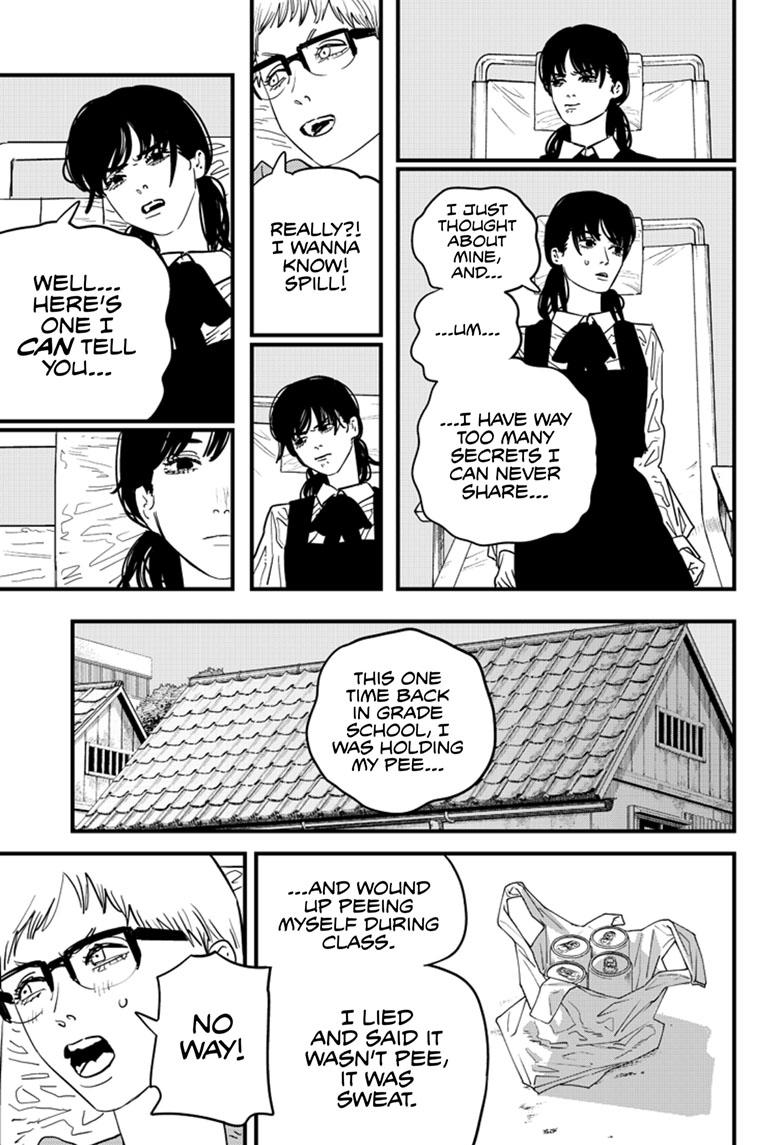 I JUST
THOUGHT
ABOUT
MINE,
AND...
...UM...
...I HAVE WAY
TOO MANY
SECRETS I
CAN NEVER
SHARE...
REALLY?!
I WANNA
KNOW!
SPILL!
WELL...
HERE'S
ONE I
CAN TELL
YOU...
THIS ONE
TIME BACK
IN GRADE
SCHOOL, I
WAS HOLDING
MY PEE...
...AND WOUND
UP PEEING
MYSELF DURING
CLASS.
I LIED
AND SAID IT
WASN'T PEE,
IT WAS
SWEAT.
NO
WAY!